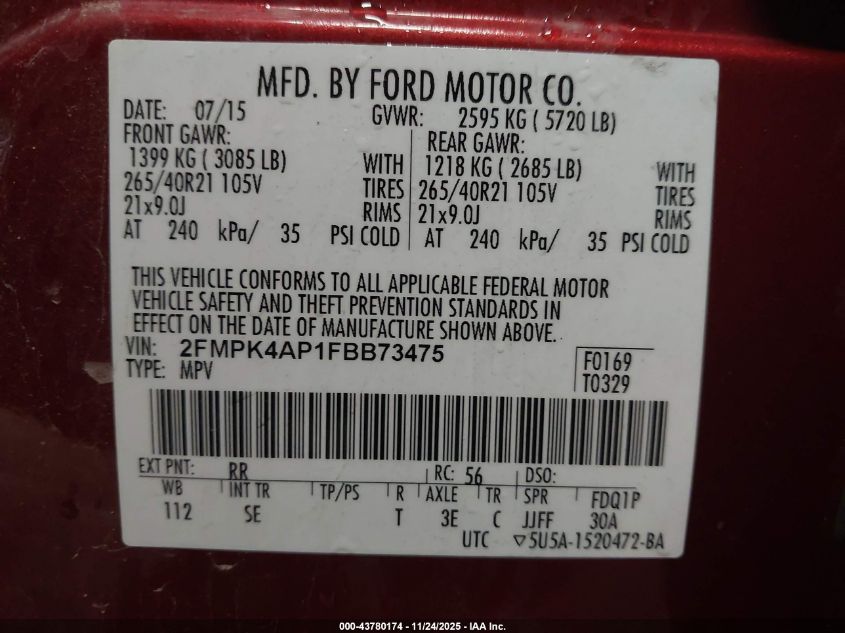 MFD. BY FORD MOTOR CO.
DATE: 07/15 GVWR: 2595 KG ( 5720 LB)
FRONT GAWR: REAR GAWR:
1399 KG ( 3085 LB) WITH 1218 KG ( 2685 LB) WITH
265/40R21 105V TIRES 265/40R21 105V TIRES
21x9.0J RIMS 21x9.0J RIMS
AT 240 kPa/ 35 PSI COLD AT 240 kPa/ 35 PSI COLD
THIS VEHICLE CONFORMS TO ALL APPLICABLE FEDERAL MOTOR
VEHICLE SAFETY AND THEFT PREVENTION STANDARDS IN
EFFECT ON THE DATE OF MANUFACTURE SHOWN ABOVE.
VIN: 2FMPK4AP1FBB73475 F0169
TYPE: MPV T0329
EXT PNT: RR RC: 56 DSO:
WB INT TR TP/PS R AXLE TR SPR FDQ1P
112 SE T 3E C JJFF 30A
UTC ▽5U5A-1520472-BA
000-43780174 - 11/24/2025 - IAA Inc.